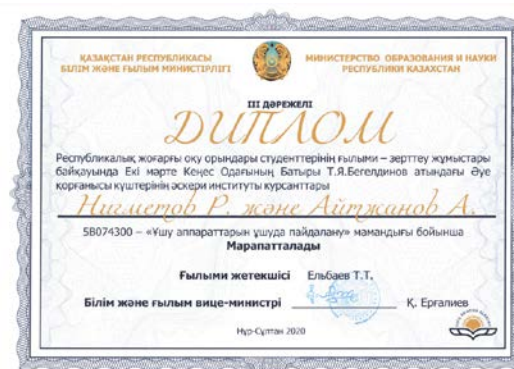 ҚАЗАҚСТАН РЕСПУБЛИКАСЫ
БІЛІМ ЖӘНЕ ҒЫЛЫМ МИНИСТРЛІГІ
МИНИСТЕРСТВО ОБРАЗОВАНИЯ И НАУКИ
РЕСПУБЛИКИ КАЗАХСТАН
III ДӘРЕЖЕЛІ
ДИПЛОМ
Республикалық жоғарғы оқу орындары студенттерінің ғылыми – зерттеу жұмыстары
байқауында Екі мәрте Кеңес Одағының Батыры Т.Я.Бегелдинов атындағы Әуе
қорғанысы күштерінің әскери институты курсанттары
Нигметов Р. және Айтжанов А.
5В074300 – «Ұшу аппараттарын ұшуда пайдалану» мамандығы бойынша
Марапатталады
Ғылыми жетекшісі Ельбаев Т.Т.
Білім және ғылым вице-министрі Қ. Ерғалиев
Нұр-Сұлтан 2020